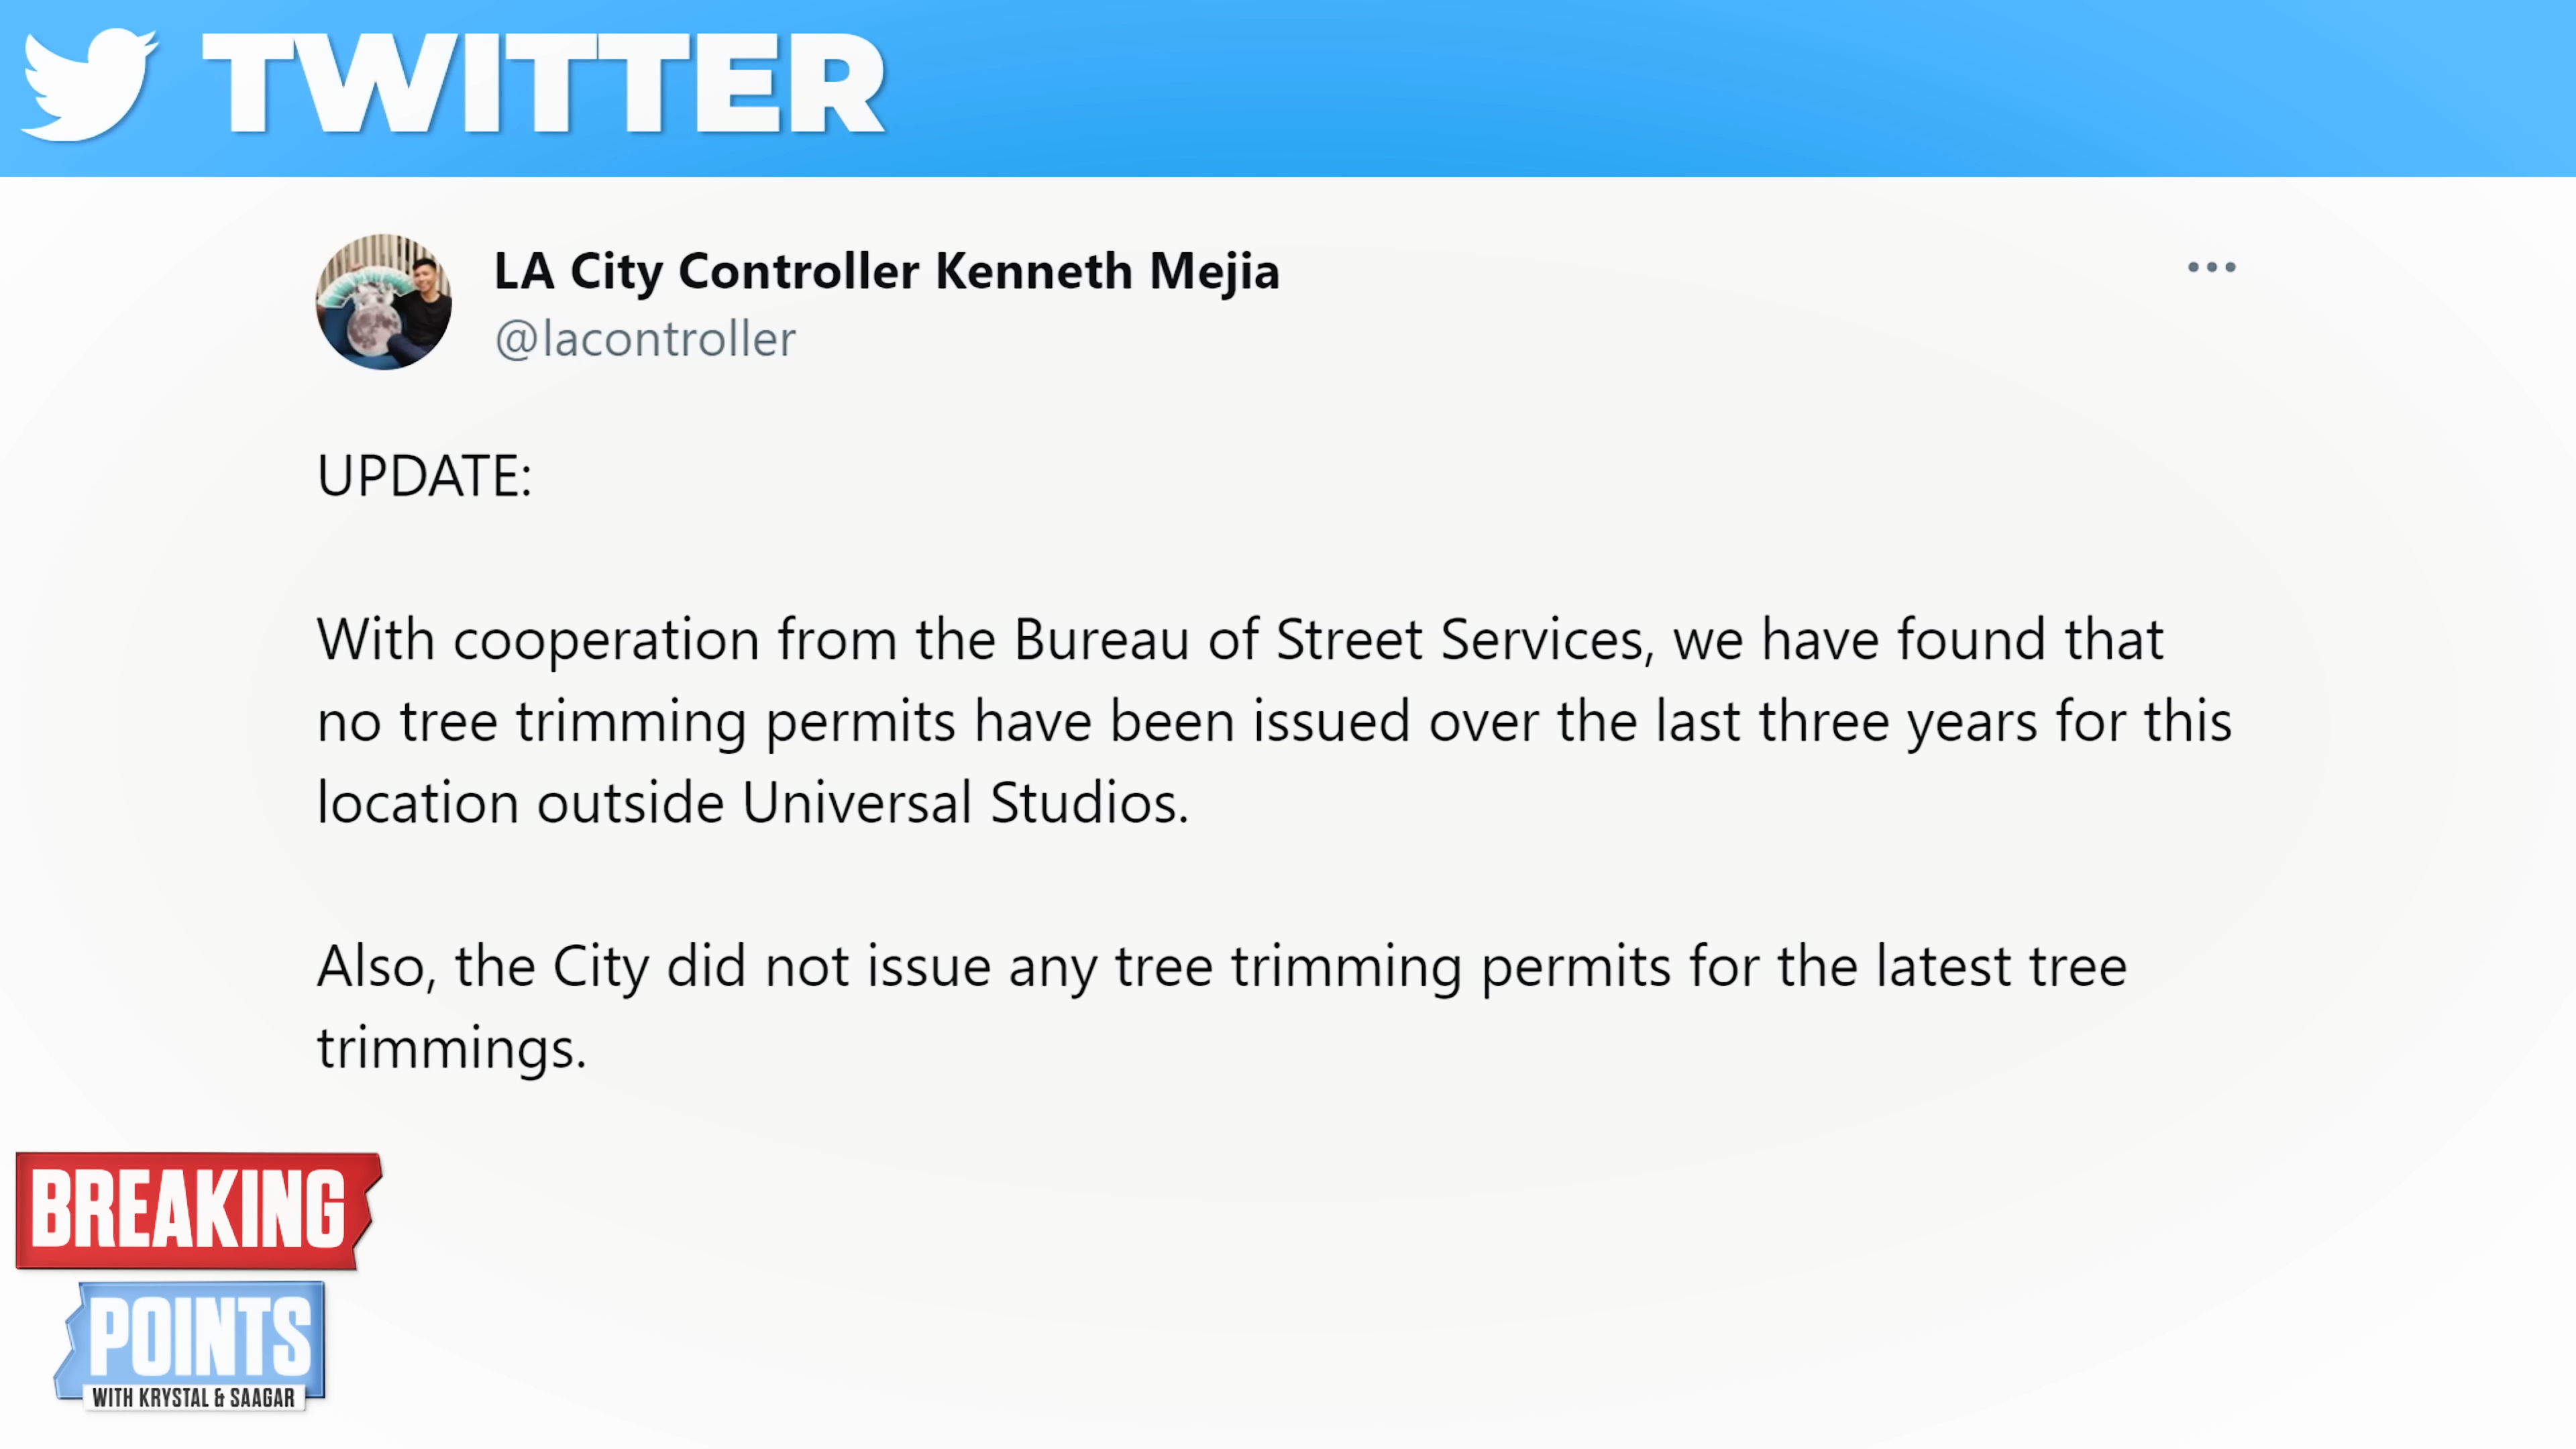 TWITTER
LA City Controller Kenneth Mejia
@lacontroller
UPDATE:
With cooperation from the Bureau of Street Services, we have found that
no tree trimming permits have been issued over the last three years for this
location outside Universal Studios.
Also, the City did not issue any tree trimming permits for the latest tree
trimmings.
BREAKING
POINTS
WITH KRYSTAL & SAAGAR